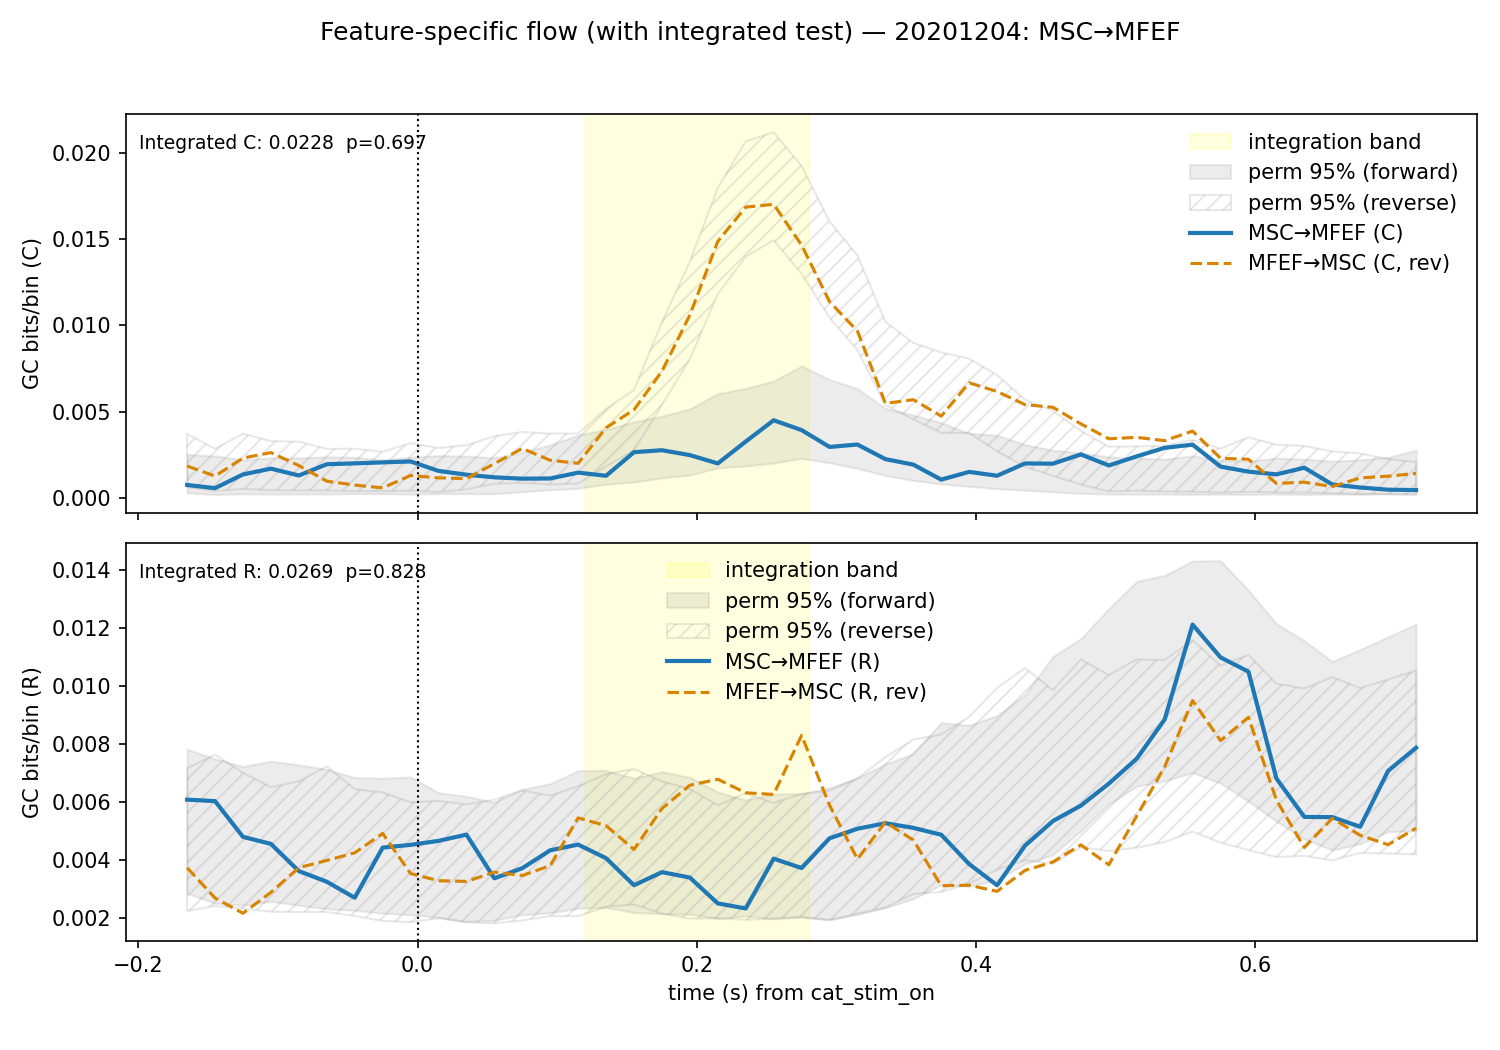 Feature-specific flow (with integrated test) — 20201204: MSC→MFEF
Integrated C: 0.0228  p=0.697
GC bits/bin (C)
0.020
0.015
0.010
0.005
0.000
integration band
perm 95% (forward)
perm 95% (reverse)
MSC→MFEF (C)
MFEF→MSC (C, rev)
Integrated R: 0.0269  p=0.828
GC bits/bin (R)
0.014
0.012
0.010
0.008
0.006
0.004
0.002
integration band
perm 95% (forward)
perm 95% (reverse)
MSC→MFEF (R)
MFEF→MSC (R, rev)
−0.2 0.0 0.2 0.4 0.6
time (s) from cat_stim_on